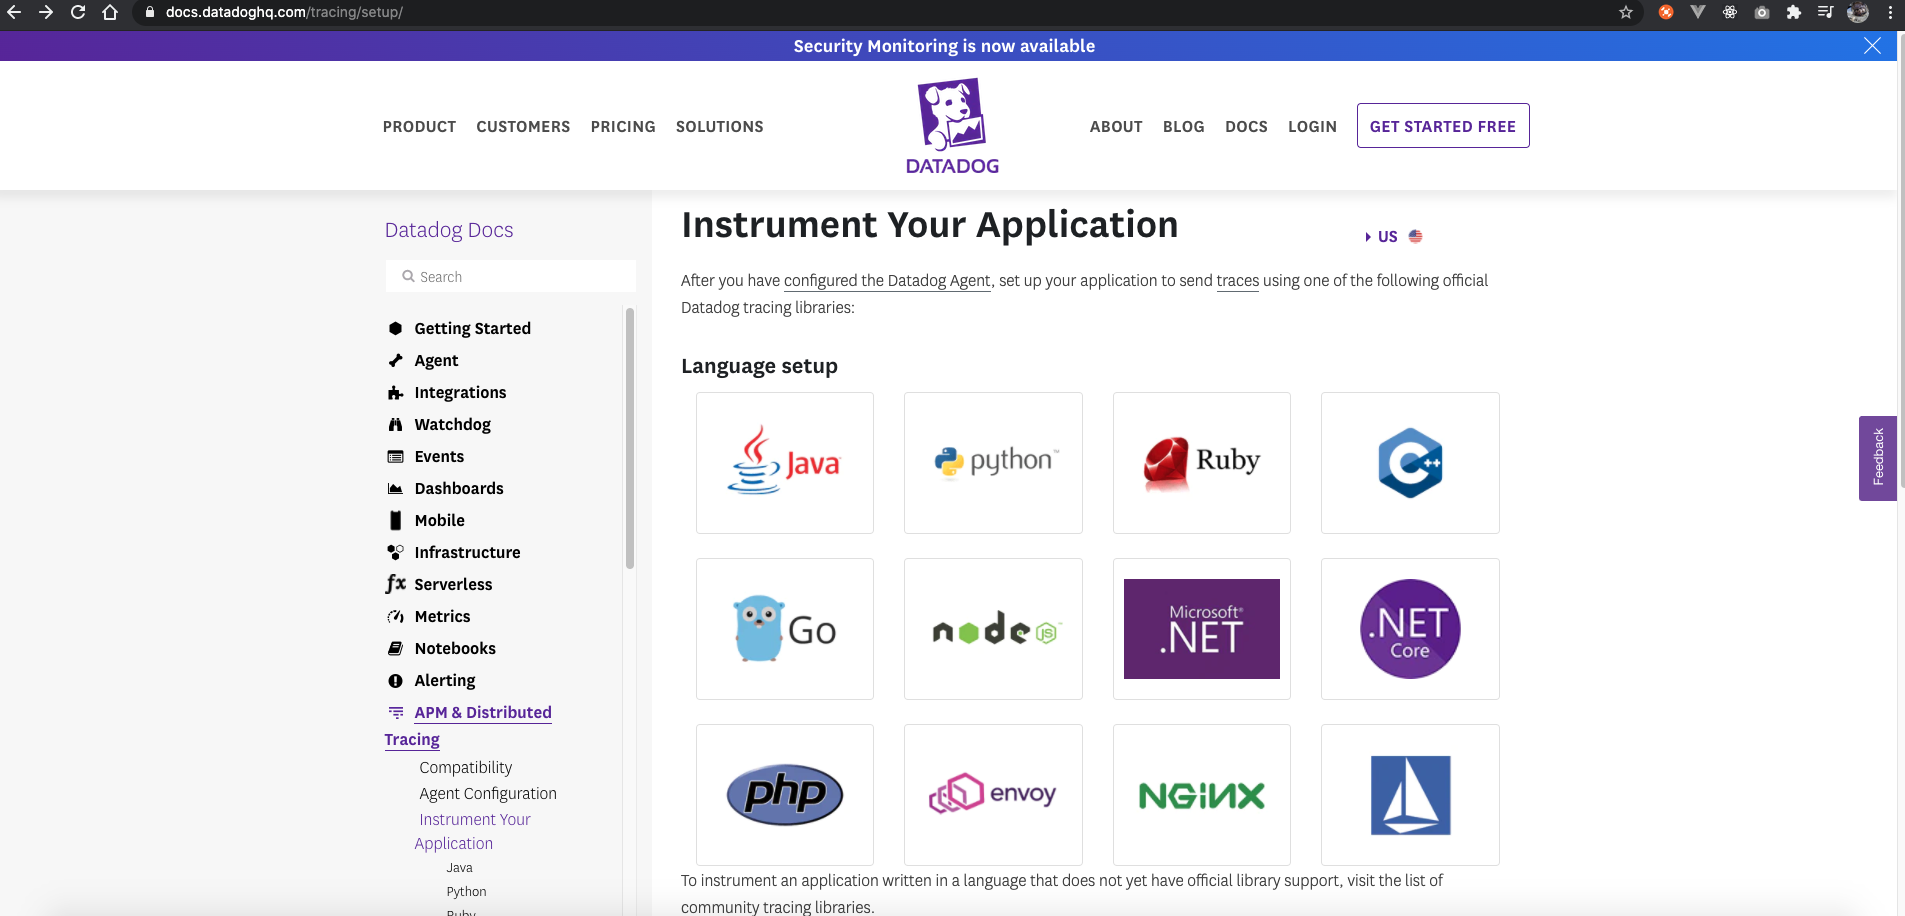 docs.datadoghq.com/tracing/setup/
Security Monitoring is now available
PRODUCT CUSTOMERS PRICING SOLUTIONS
DATADOG
ABOUT BLOG DOCS LOGIN GET STARTED FREE
Datadog Docs
Search
Getting Started
Agent
Integrations
Watchdog
Events
Dashboards
Mobile
Infrastructure
fx Serverless
Metrics
Notebooks
Alerting
APM & Distributed
Tracing
Compatibility
Agent Configuration
Instrument Your
Application
Java
Python
Ruby
Instrument Your Application
US
After you have configured the Datadog Agent, set up your application to send traces using one of the following official
Datadog tracing libraries:
Language setup
Java
python™
Ruby
C++
Go
node JS
Microsoft®
.NET
.NET
Core
php
envoy
NGINX
To instrument an application written in a language that does not yet have official library support, visit the list of
community tracing libraries.
Feedback